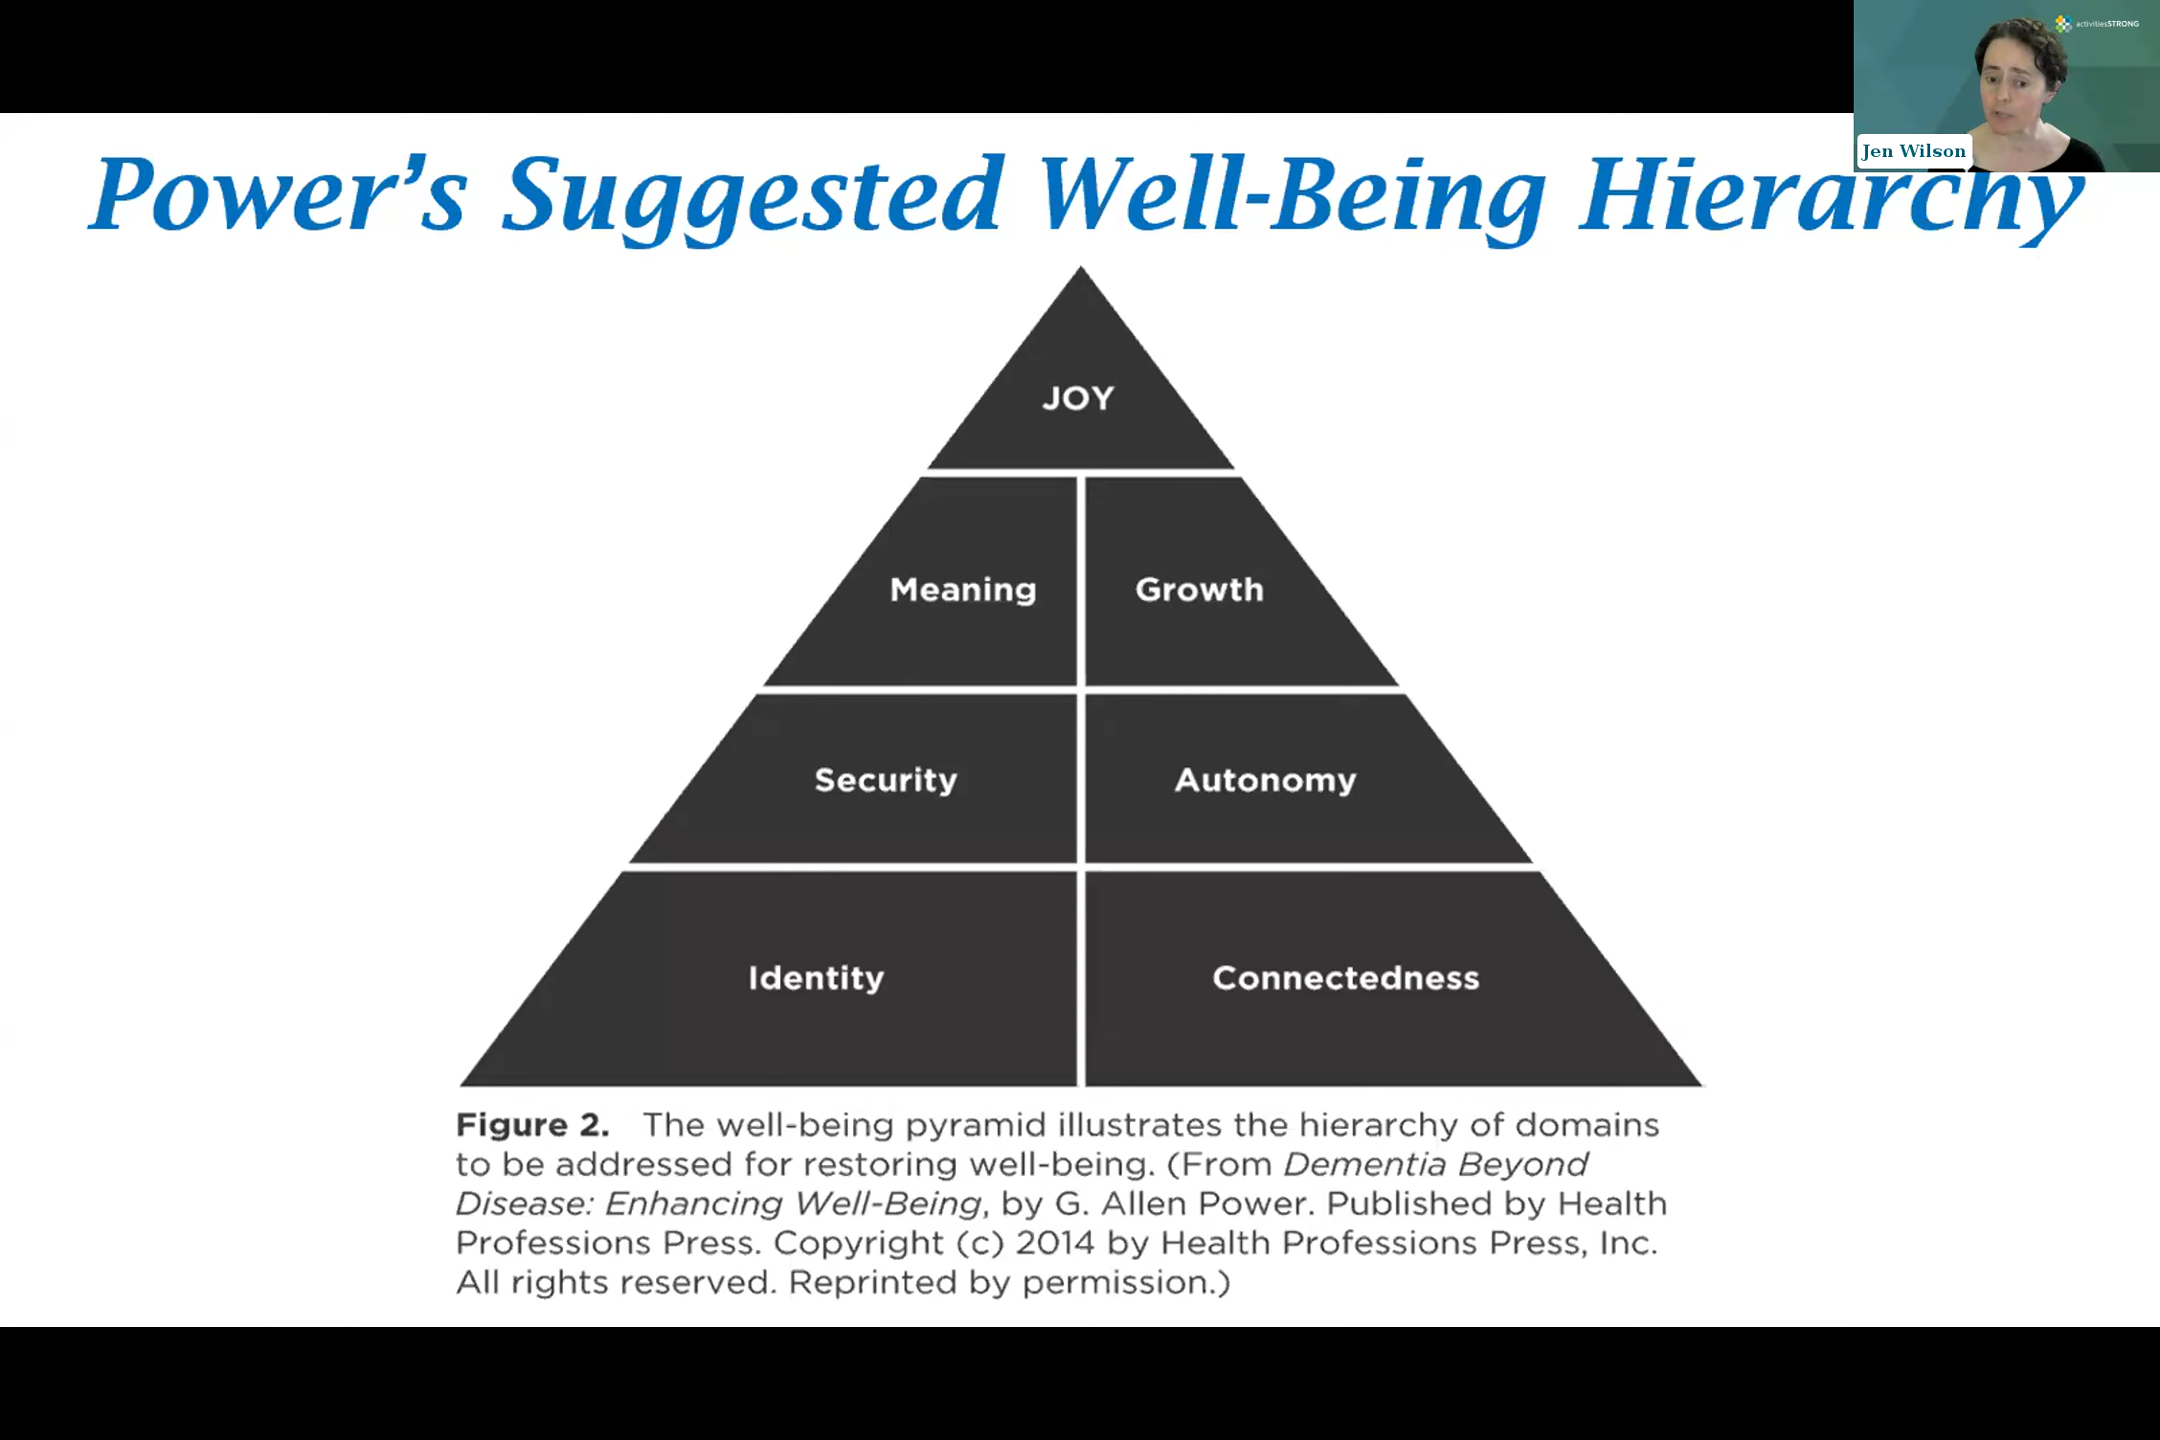 activitiesSTRONG
Jen Wilson
Power’s Suggested Well-Being Hierarchy
JOY
Meaning
Growth
Security
Autonomy
Identity
Connectedness
Figure 2. The well-being pyramid illustrates the hierarchy of domains
to be addressed for restoring well-being. (From Dementia Beyond
Disease: Enhancing Well-Being, by G. Allen Power. Published by Health
Professions Press. Copyright (c) 2014 by Health Professions Press, Inc.
All rights reserved. Reprinted by permission.)